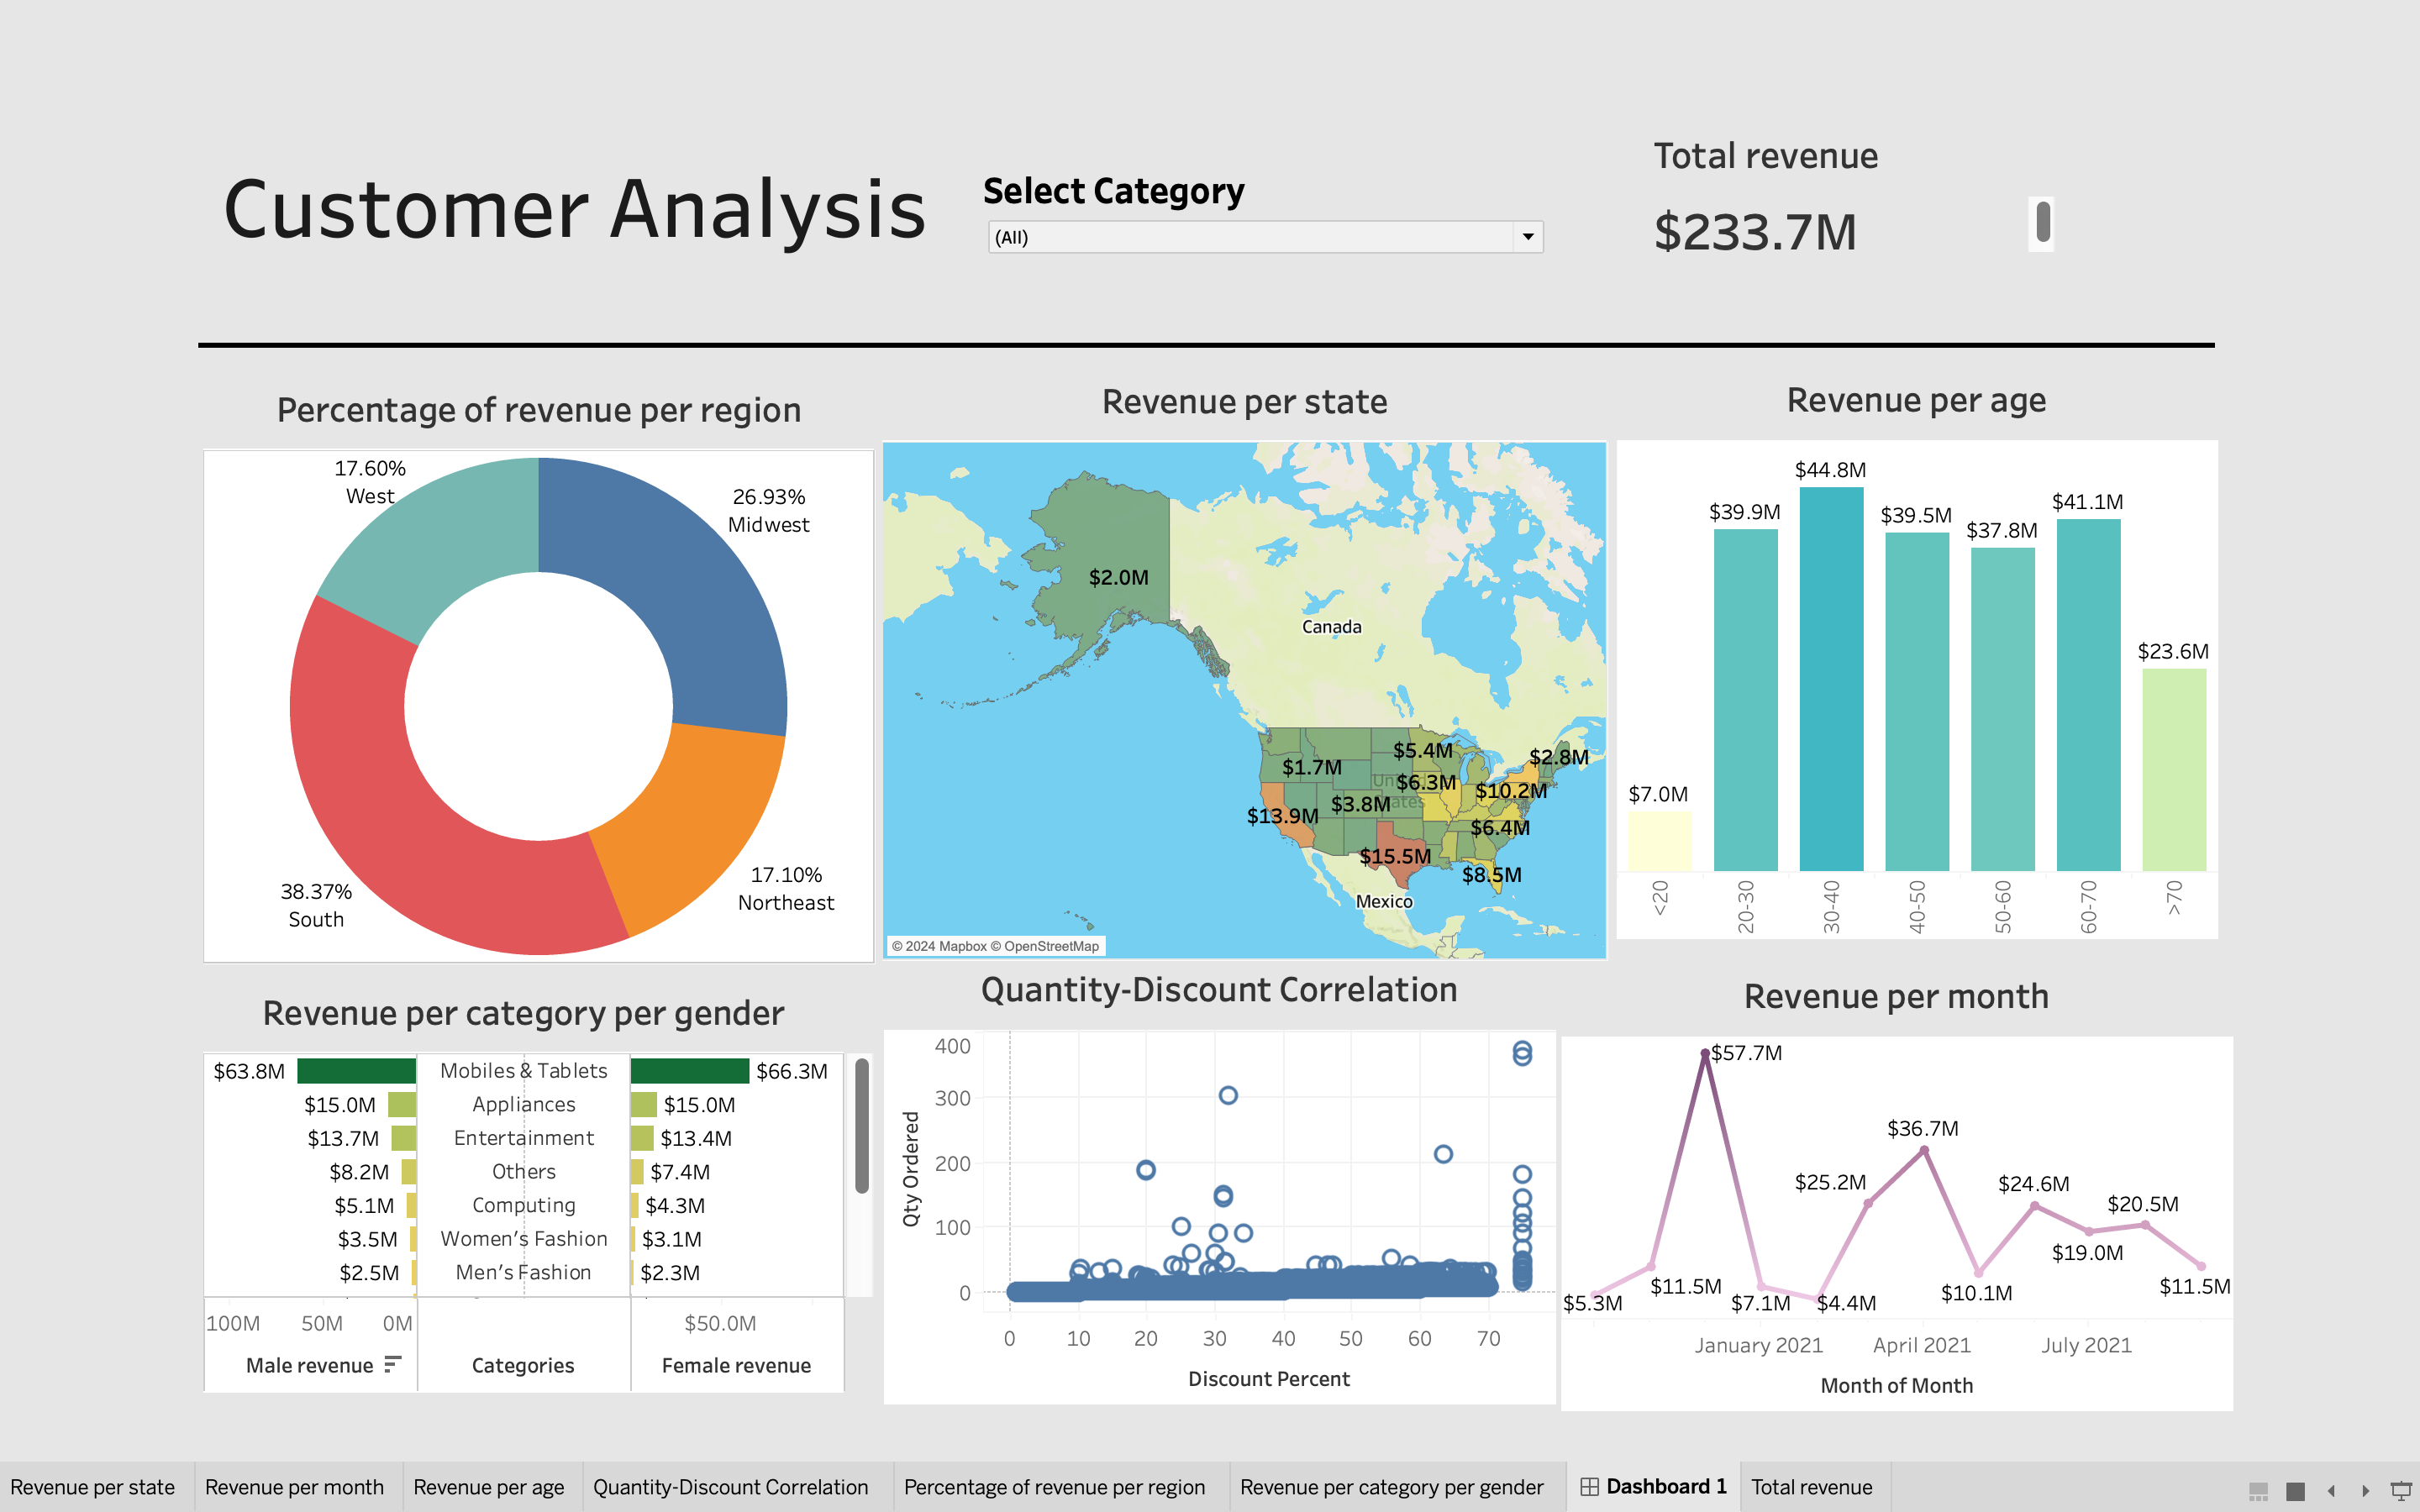 Customer Analysis
Select Category
(All)
Total revenue
$233.7M
Percentage of revenue per region
17.60%
West
26.93%
Midwest
38.37%
South
17.10%
Northeast
Revenue per state
$2.0M
Canada
$5.4M
$2.8M
$1.7M
$6.3M
$10.2M
$3.8M
$13.9M
$6.4M
$15.5M
$8.5M
Mexico
© 2024 Mapbox © OpenStreetMap
Revenue per age
$7.0M
$39.9M
$44.8M
$39.5M
$37.8M
$41.1M
$23.6M
<20
20-30
30-40
40-50
50-60
60-70
>70
Revenue per category per gender
$63.8M Mobiles & Tablets $66.3M
$15.0M Appliances $15.0M
$13.7M Entertainment $13.4M
$8.2M Others $7.4M
$5.1M Computing $4.3M
$3.5M Women's Fashion $3.1M
$2.5M Men's Fashion $2.3M
100M 50M 0M $50.0M
Male revenue Categories Female revenue
Quantity-Discount Correlation
Qty Ordered
400
300
200
100
0
0 10 20 30 40 50 60 70
Discount Percent
Revenue per month
$57.7M
$36.7M
$25.2M
$24.6M
$20.5M
$19.0M
$5.3M
$11.5M
$7.1M
$4.4M
$10.1M
$11.5M
January 2021 April 2021 July 2021
Month of Month
Revenue per state Revenue per month Revenue per age Quantity-Discount Correlation Percentage of revenue per region Revenue per category per gender Dashboard 1 Total revenue